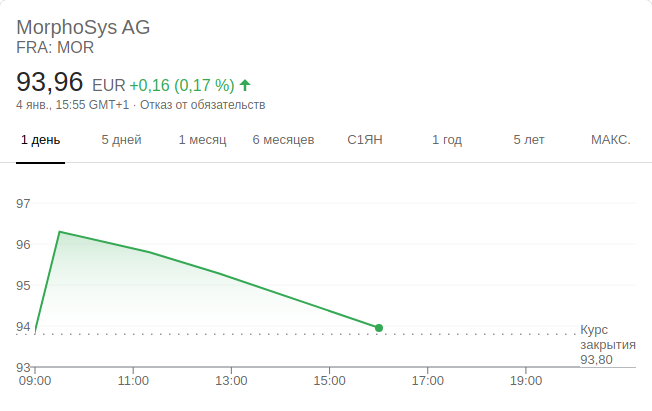 MorphoSys AG
FRA: MOR
93,96 EUR +0,16 (0,17 %)
4 янв., 15:55 GMT+1 · Отказ от обязательств
1 день 5 дней 1 месяц 6 месяцев С1ЯН 1 год 5 лет МАКС.
97
96
95
94
93
Курс
закрытия
93,80
09:00 11:00 13:00 15:00 17:00 19:00